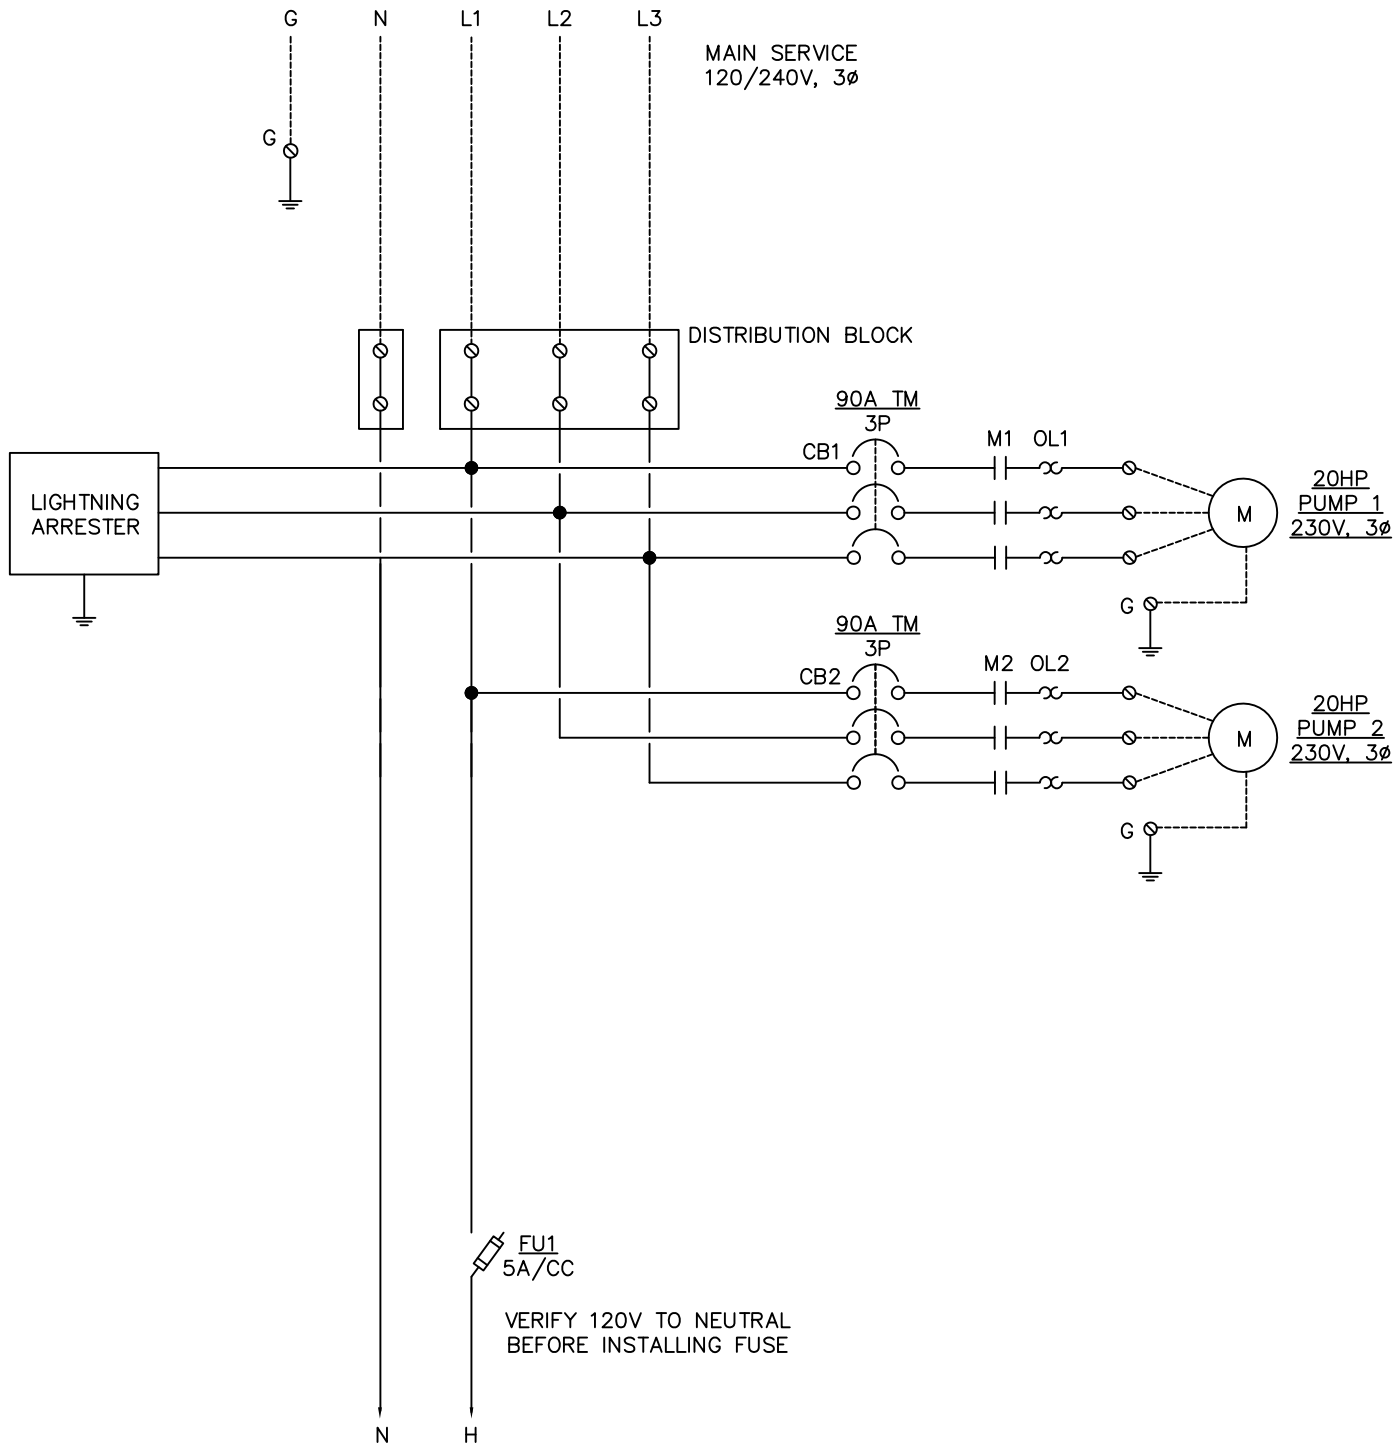 G
N
L1
L2
L3
MAIN SERVICE
120/240V, 3ø
G
DISTRIBUTION BLOCK
90A TM
3P
CB1
M1
OL1
LIGHTNING
ARRESTER
M
20HP
PUMP 1
230V, 3ø
G
90A TM
3P
CB2
M2
OL2
M
20HP
PUMP 2
230V, 3ø
G
FU1
5A/CC
VERIFY 120V TO NEUTRAL
BEFORE INSTALLING FUSE
N
H